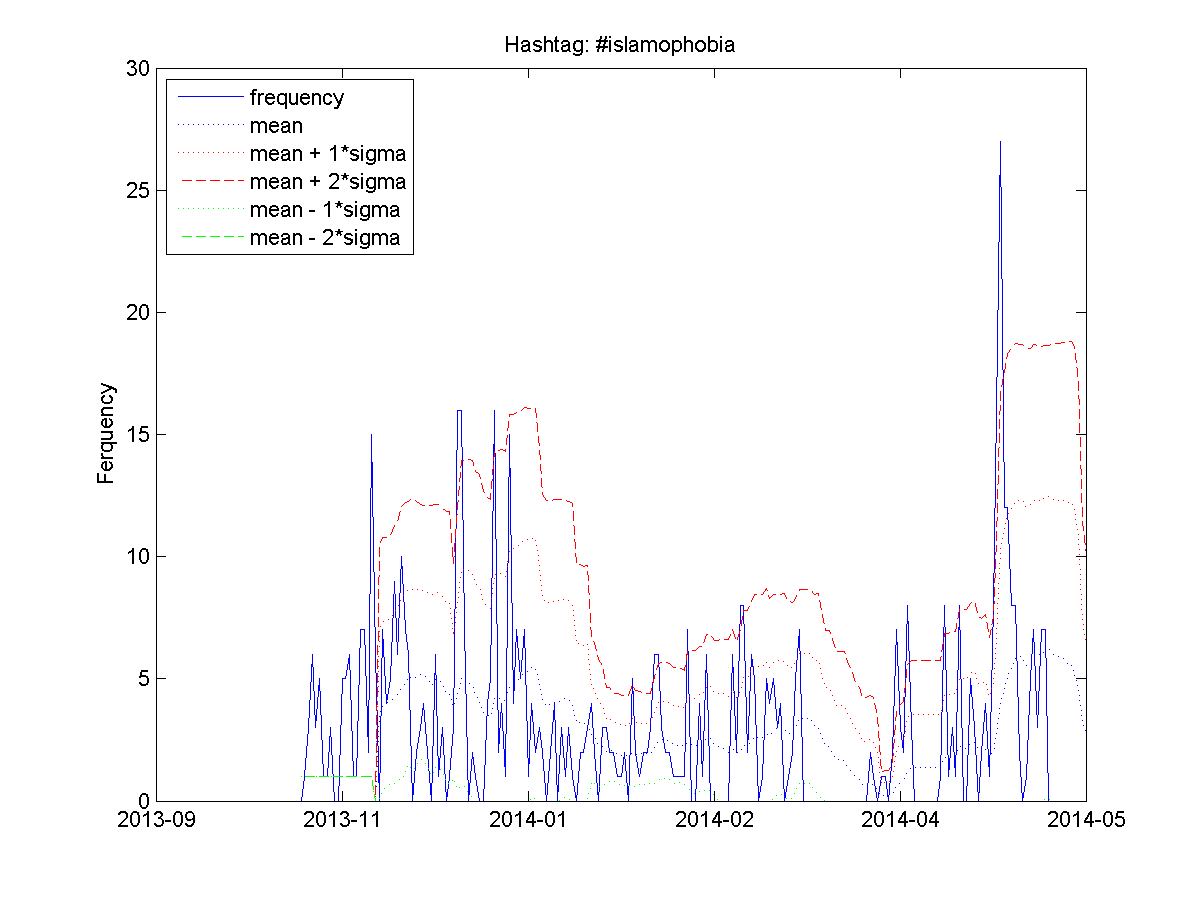 Hashtag: #islamophobia
30
25
20
15
10
5
0
Ferquency
frequency
mean
mean + 1*sigma
mean + 2*sigma
mean - 1*sigma
mean - 2*sigma
2013-09 2013-11 2014-01 2014-02 2014-04 2014-05